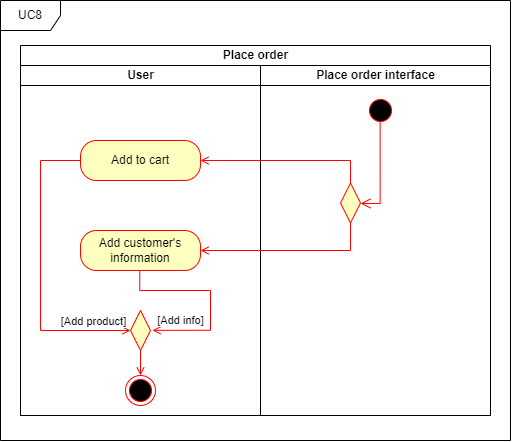 UC8
Place order
User
Place order interface
Add to cart
Add customer's
information
[Add product]
[Add info]